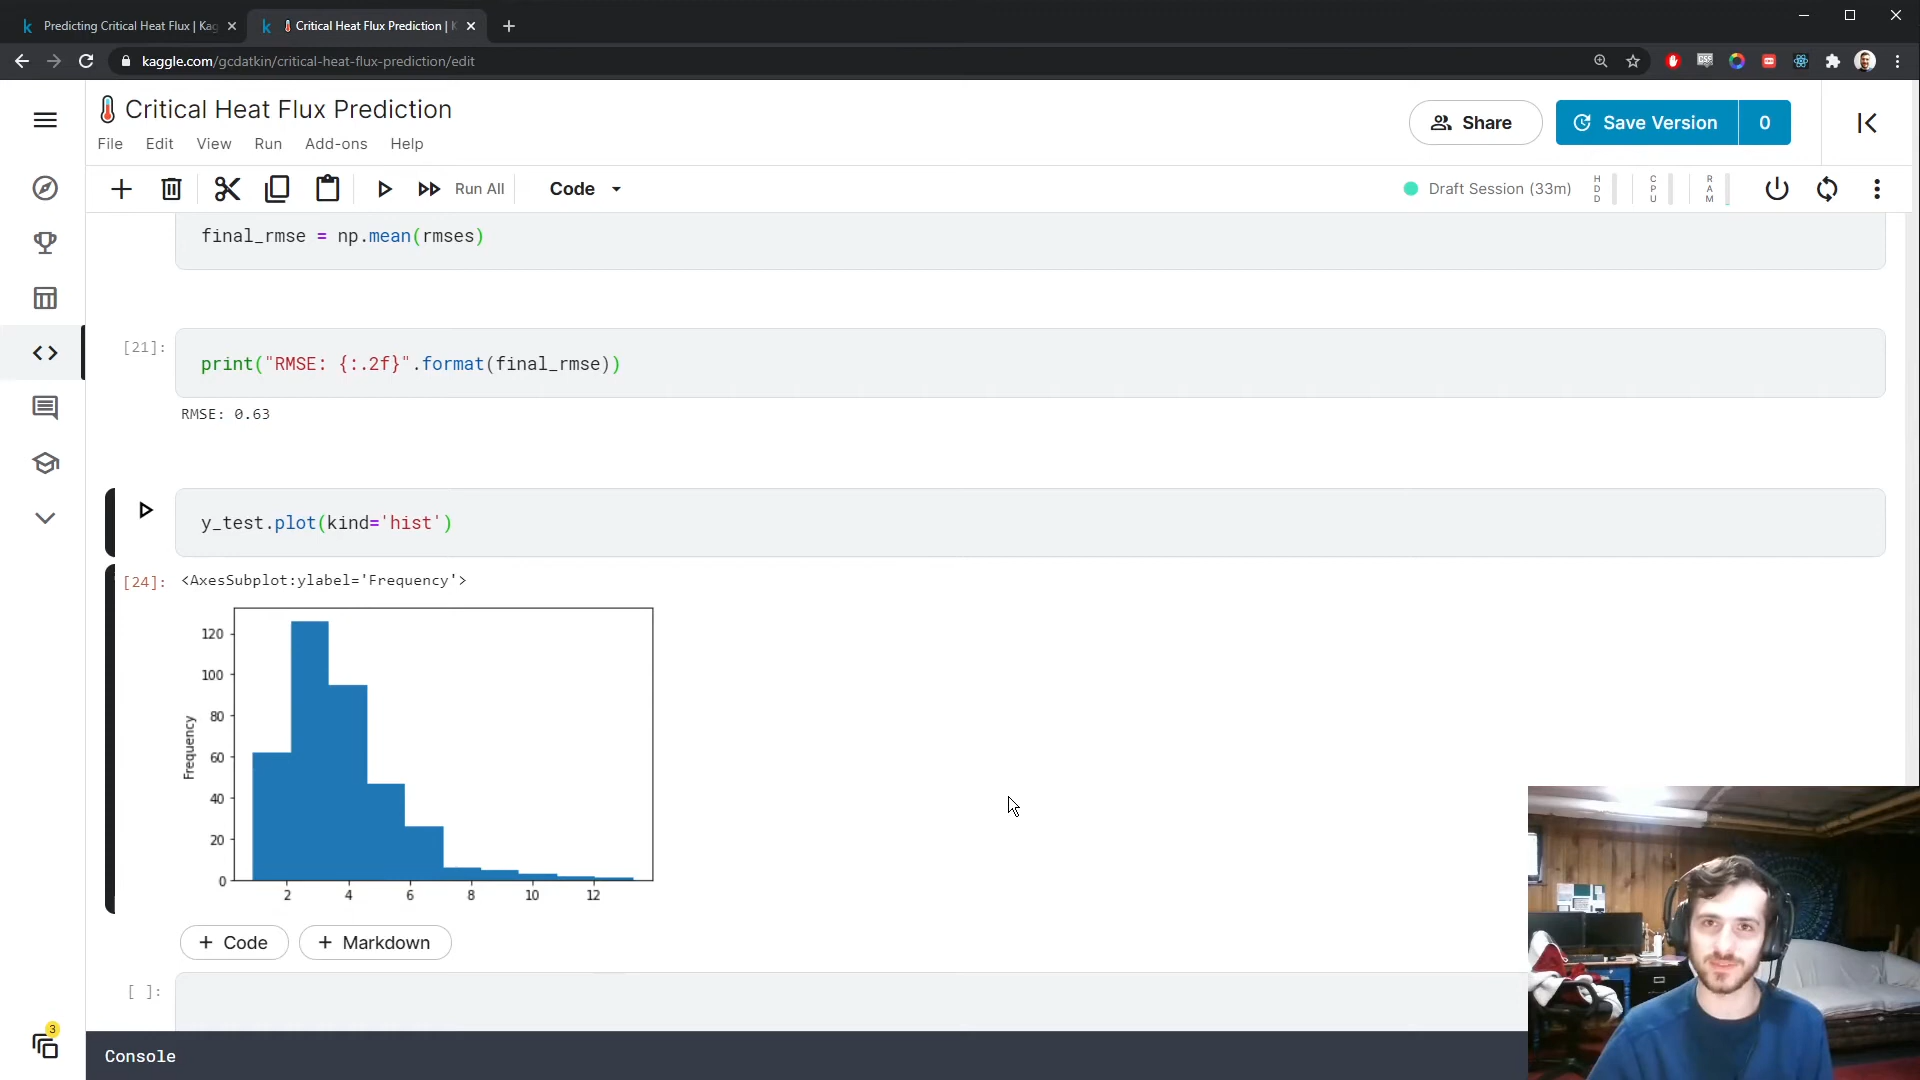 Predicting Critical Heat Flux | Kag
Critical Heat Flux Prediction | K
kaggle.com/gcdatkin/critical-heat-flux-prediction/edit
Critical Heat Flux Prediction
File Edit View Run Add-ons Help
Share
Save Version 0
Run All
Code
Draft Session (33m)
HDD
CPU
RAM
final_rmse = np.mean(rmses)
[21]:
print("RMSE: {:.2f}".format(final_rmse))
RMSE: 0.63
y_test.plot(kind='hist')
[24]:
<AxesSubplot:ylabel='Frequency'>
120
100
80
60
40
20
0
Frequency
2 4 6 8 10 12
+ Code
+ Markdown
[ ]:
3
Console